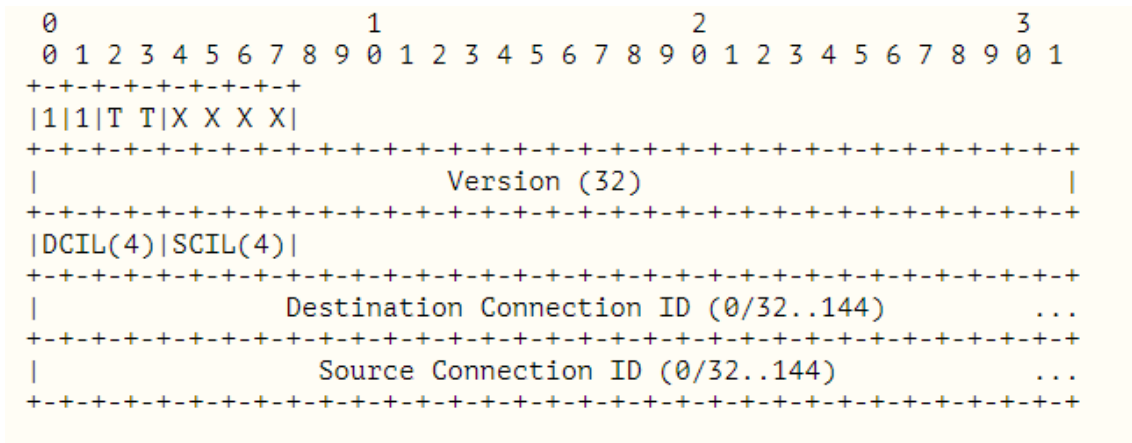 0                   1                   2                   3
 0 1 2 3 4 5 6 7 8 9 0 1 2 3 4 5 6 7 8 9 0 1 2 3 4 5 6 7 8 9 0 1
+-+-+-+-+-+-+-+-+
|1|1|T T|X X X X|
+-+-+-+-+-+-+-+-+-+-+-+-+-+-+-+-+-+-+-+-+-+-+-+-+-+-+-+-+-+-+-+-+
|                         Version (32)                          |
+-+-+-+-+-+-+-+-+-+-+-+-+-+-+-+-+-+-+-+-+-+-+-+-+-+-+-+-+-+-+-+-+
|DCIL(4)|SCIL(4)|
+-+-+-+-+-+-+-+-+-+-+-+-+-+-+-+-+-+-+-+-+-+-+-+-+-+-+-+-+-+-+-+-+
|               Destination Connection ID (0/32..144)         ...
+-+-+-+-+-+-+-+-+-+-+-+-+-+-+-+-+-+-+-+-+-+-+-+-+-+-+-+-+-+-+-+-+
|                 Source Connection ID (0/32..144)            ...
+-+-+-+-+-+-+-+-+-+-+-+-+-+-+-+-+-+-+-+-+-+-+-+-+-+-+-+-+-+-+-+-+